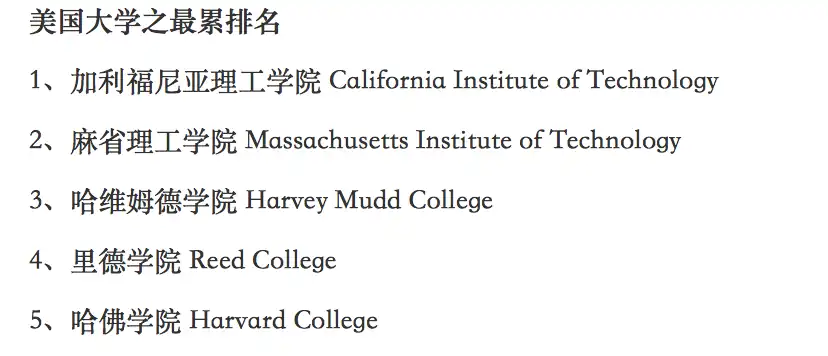 美国大学之最累排名
1、加利福尼亚理工学院 California Institute of Technology
2、麻省理工学院 Massachusetts Institute of Technology
3、哈维姆德学院 Harvey Mudd College
4、里德学院 Reed College
5、哈佛学院 Harvard College